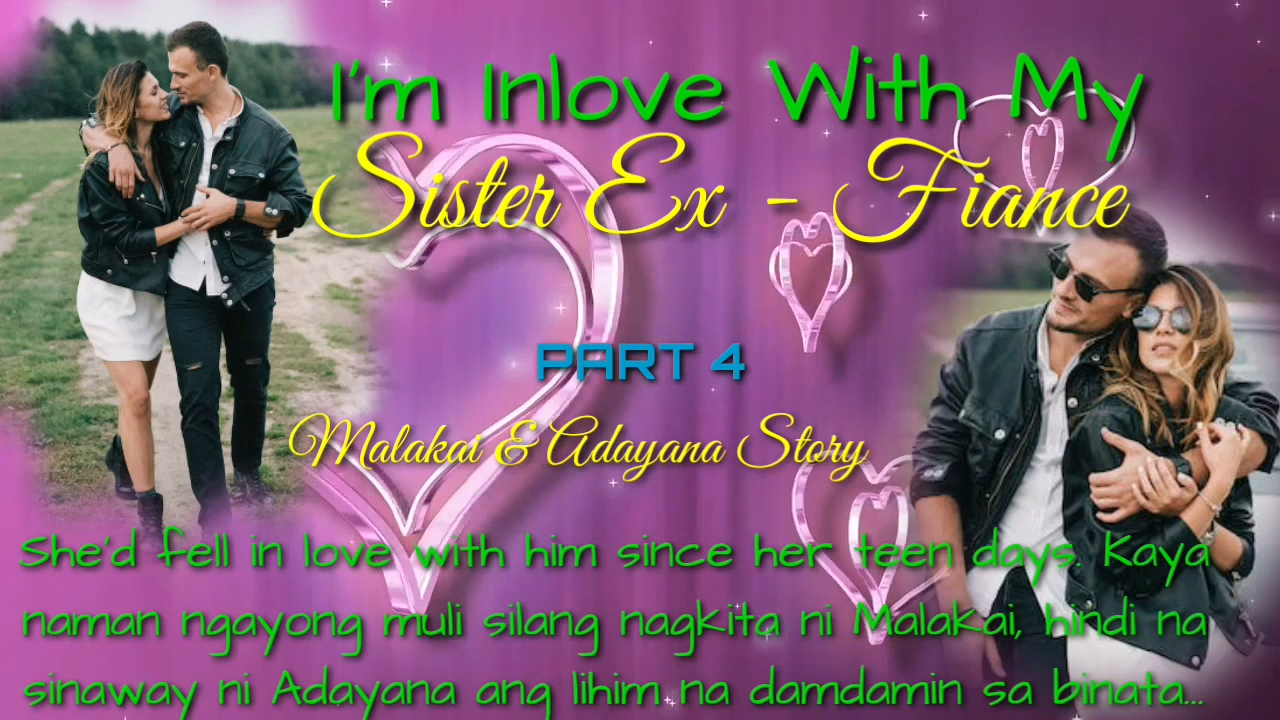 I'm Inlove With My
Sister Ex - Fiance
PART 4
Malakai & Adayana Story
She'd fell in love with him since her teen days. Kaya
naman ngayong muli silang nagkita ni Malakai, hindi na
sinaway ni Adayana ang lihim na damdamin sa binata...